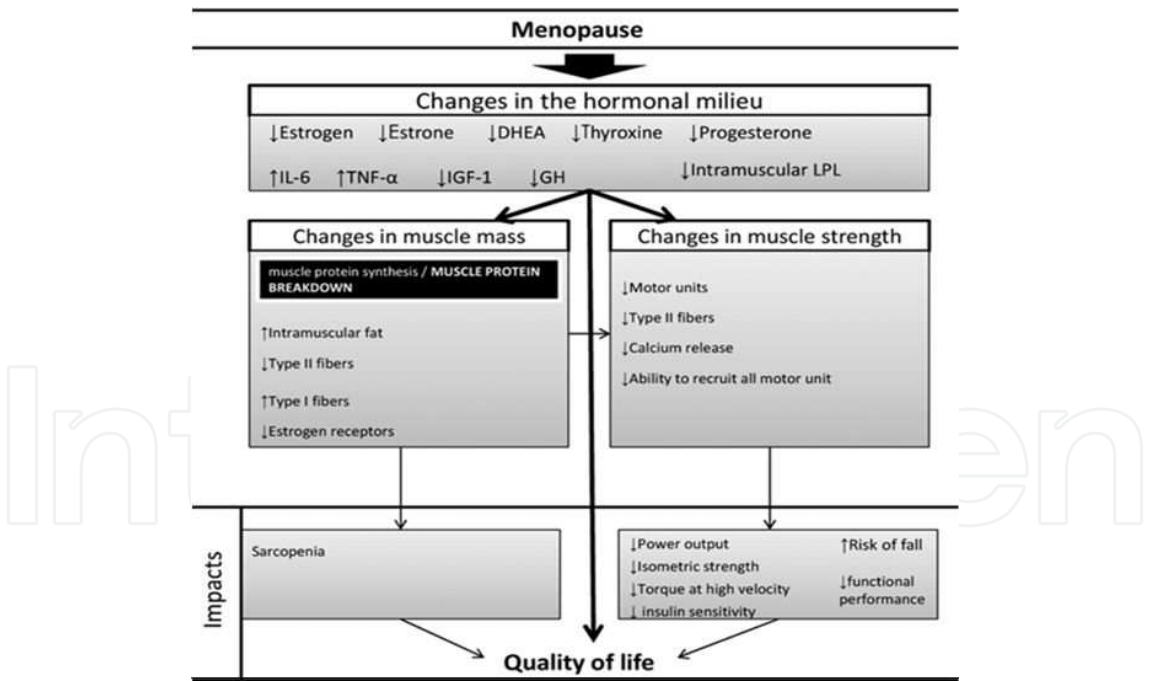 Menopause
Changes in the hormonal milieu
↓Estrogen ↓Estrone ↓DHEA ↓Thyroxine ↓Progesterone
↑IL-6 ↑TNF-α ↓IGF-1 ↓GH ↓Intramuscular LPL
Changes in muscle mass
muscle protein synthesis / MUSCLE PROTEIN
BREAKDOWN
↑Intramuscular fat
↓Type II fibers
↑Type I fibers
↓Estrogen receptors
Changes in muscle strength
↓Motor units
↓Type II fibers
↓Calcium release
↓Ability to recruit all motor unit
Impacts
Sarcopenia
↓Power output
↓Isometric strength
↓Torque at high velocity
↓ insulin sensitivity
↑Risk of fall
↓functional
performance
Quality of life